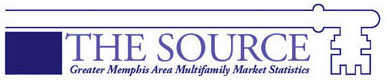 THE SOURCE
Greater Memphis Area Multifamily Market Statistics